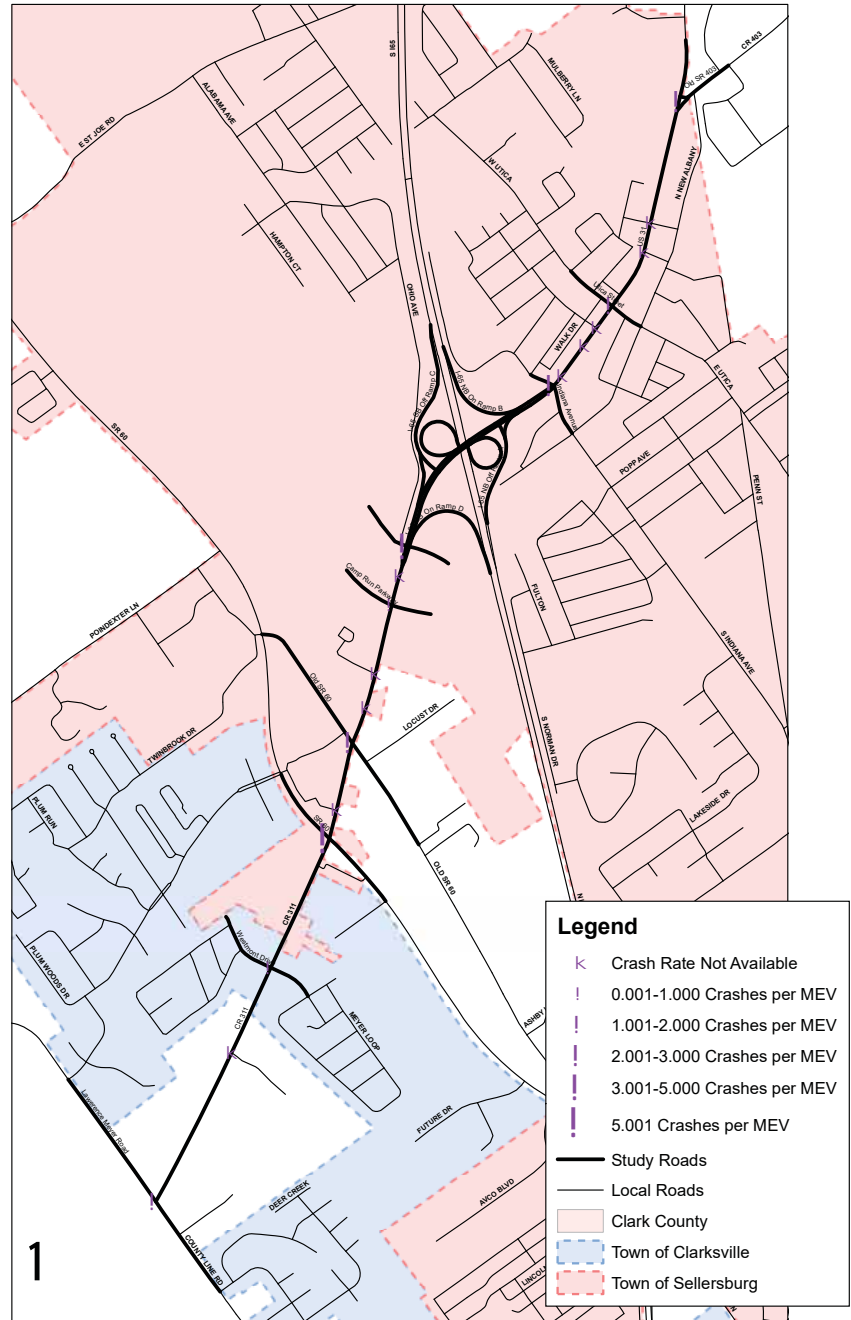 S I65
CR 403
Old SR 403
MULBERRY LN
ALABAMA AVE
E ST JOE RD
W UTICA
N NEW ALBANY
HAMPTON CT
US 31
OHIO AVE
Utica Street
WALK DR
E UTICA
I-65 NB On Ramp B
I-65 SB Off Ramp C
Indiana Avenue
SR 60
POPP AVE
PENN ST
I-65 NB Off
On Ramp D
Camp Run Parkway
FULTON
POINDEXTER LN
S INDIANA AVE
Old SR 60
LOCUST DR
S NORMAN DR
TWINBROOK DR
PLUM RUN
LAKESIDE DR
SR 60
OLD SR 60
CR 311
Westmont Drive
PLUM WOODS DR
CR 311
MEYER LOOP
ASHBY
FUTURE DR
Lawerence Meyer Road
DEER CREEK
AVCO BLVD
COUNTY LINE RD
LINCOL
1
Legend
Crash Rate Not Available
0.001-1.000 Crashes per MEV
1.001-2.000 Crashes per MEV
2.001-3.000 Crashes per MEV
3.001-5.000 Crashes per MEV
5.001 Crashes per MEV
Study Roads
Local Roads
Clark County
Town of Clarksville
Town of Sellersburg